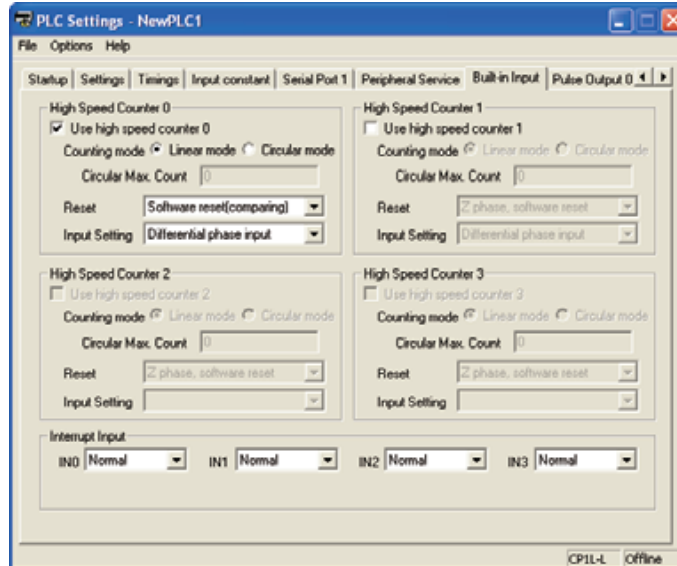 PLC Settings - NewPLC1
File Options Help
Startup Settings Timings Input constant Serial Port 1 Peripheral Service Built-in Input Pulse Output 0
High Speed Counter 0
Use high speed counter 0
Counting mode Linear mode Circular mode
Circular Max. Count 0
Reset Software reset(comparing)
Input Setting Differential phase input
High Speed Counter 1
Use high speed counter 1
Counting mode Linear mode Circular mode
Circular Max. Count 0
Reset Z phase, software reset
Input Setting Differential phase input
High Speed Counter 2
Use high speed counter 2
Counting mode Linear mode Circular mode
Circular Max. Count 0
Reset Z phase, software reset
Input Setting
High Speed Counter 3
Use high speed counter 3
Counting mode Linear mode Circular mode
Circular Max. Count 0
Reset Z phase, software reset
Input Setting
Interrupt Input
IN0 Normal IN1 Normal IN2 Normal IN3 Normal
CP1L-L Offline